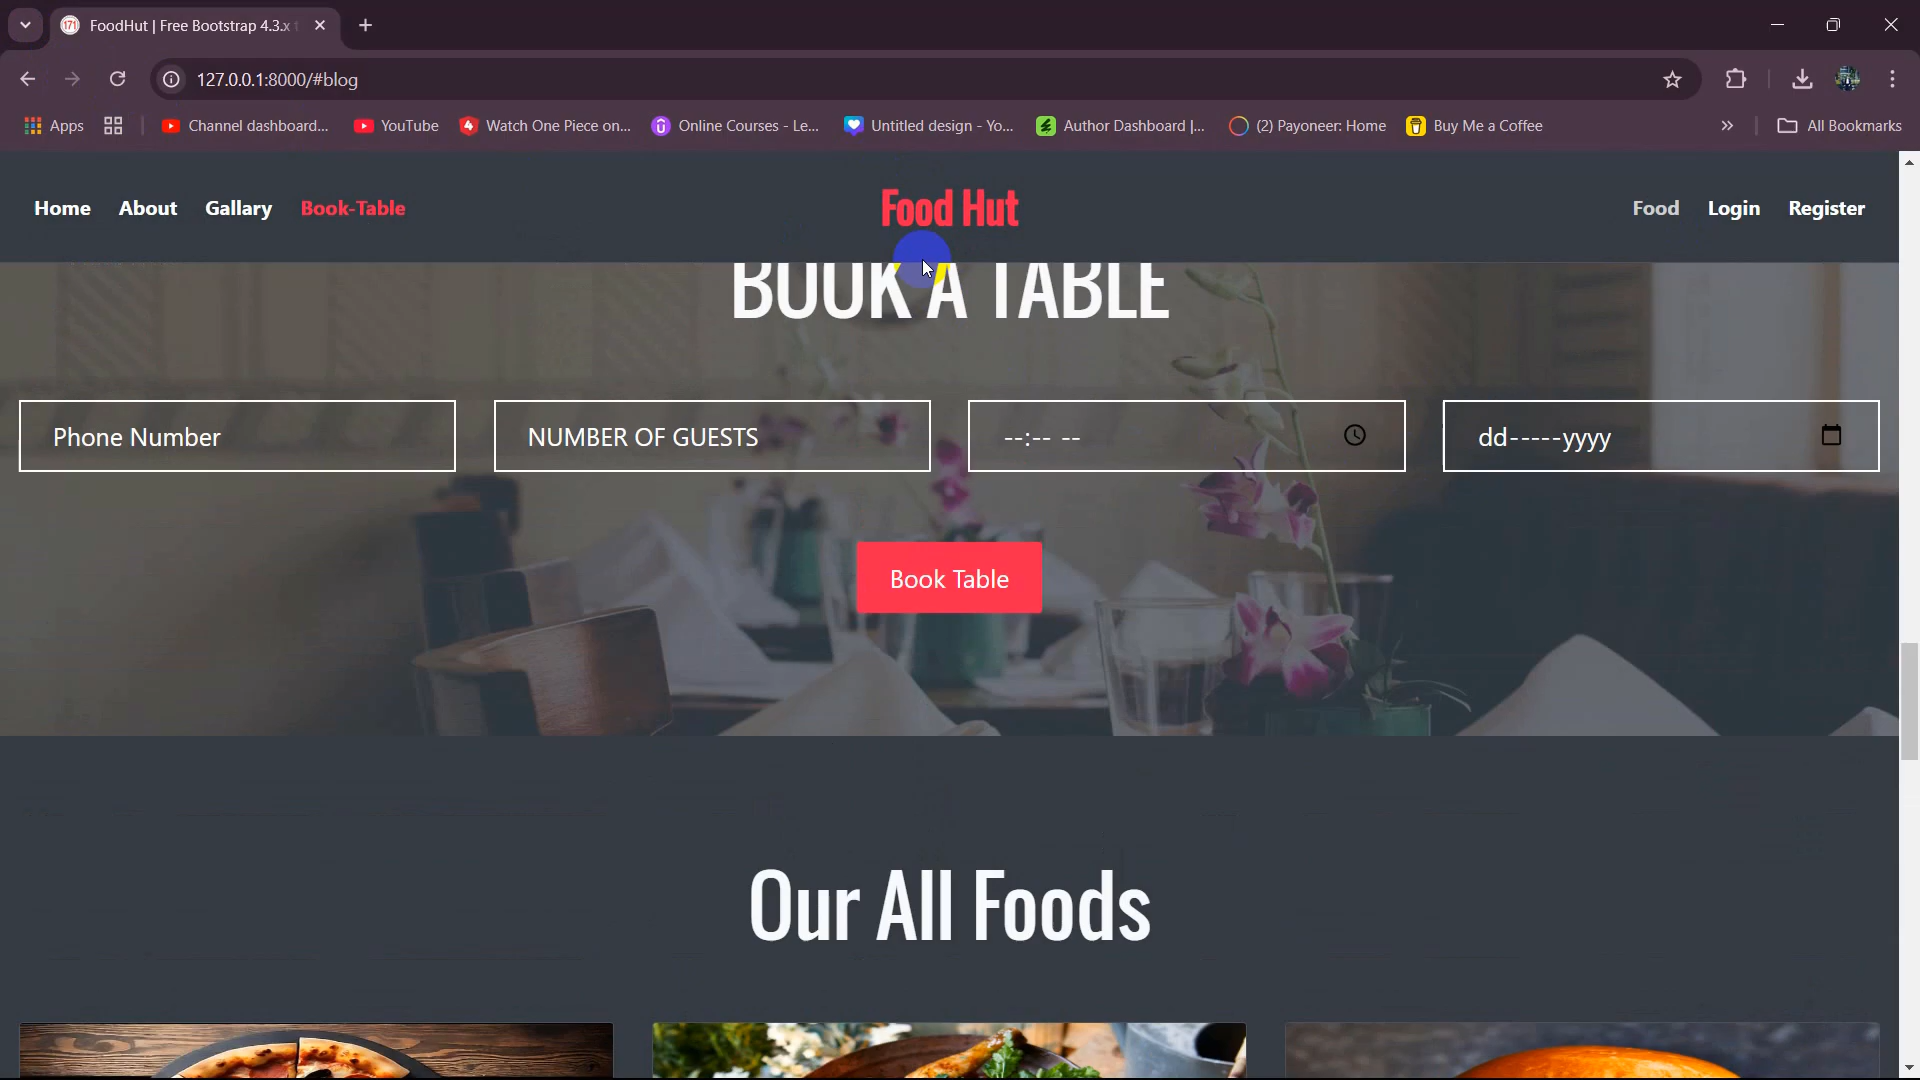 171
FoodHut | Free Bootstrap 4.3.x
127.0.0.1:8000/#blog
Apps
Channel dashboard...
YouTube
Watch One Piece on...
Online Courses - Le...
Untitled design - Yo...
Author Dashboard |...
(2) Payoneer: Home
Buy Me a Coffee
All Bookmarks
Home
About
Gallary
Book-Table
Food Hut
Food
Login
Register
BOOK A TABLE
Phone Number
NUMBER OF GUESTS
--:-- --
dd-----yyyy
Book Table
Our All Foods